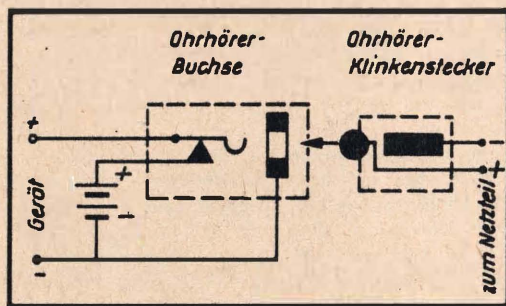 Ohrhörer-
Buchse
Ohrhörer-
Klinkenstecker
+
+
-
-
Gerät
-
+
zum Netzteil